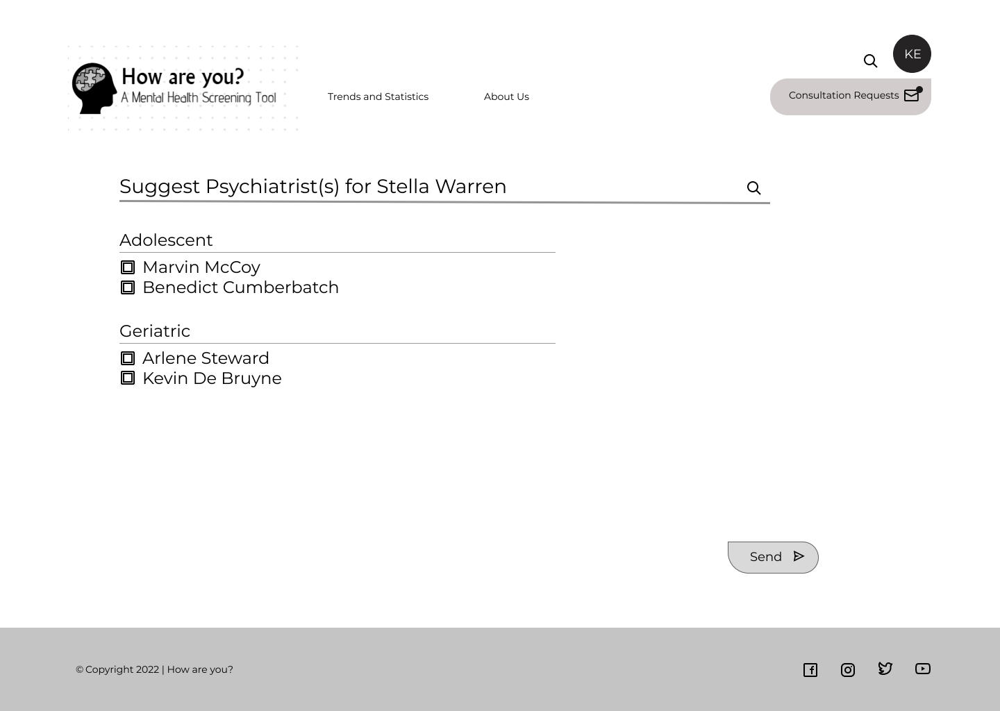 KE
How are you?
A Mental Health Screening Tool
Trends and Statistics
About Us
Consultation Requests
Suggest Psychiatrist(s) for Stella Warren
Adolescent
Marvin McCoy
Benedict Cumberbatch
Geriatric
Arlene Steward
Kevin De Bruyne
Send
© Copyright 2022 | How are you?